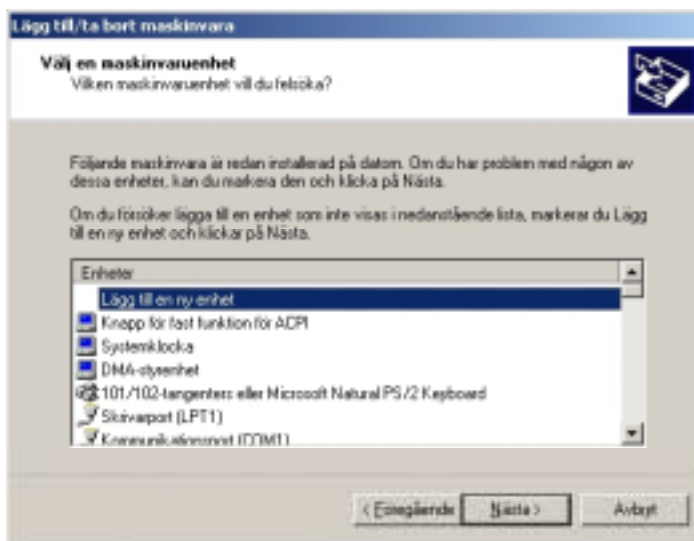 Lägg till/ta bort maskinvara
Välj en maskinvaruenhet
Vilken maskinvaruenhet vill du felsöka?
Följande maskinvara är redan installerad på datorn. Om du har problem med någon av
dessa enheter, kan du markera den och klicka på Nästa.
Om du försöker lägga till en enhet som inte visas i nedanstående lista, markerar du Lägg
till en ny enhet och klickar på Nästa.
Enheter
Lägg till en ny enhet
Knapp för fast funktion för ACPI
Systemklocka
DMA-styrenhet
101/102-tangenters eller Microsoft Natural PS/2 Keyboard
Skrivarport (LPT1)
Kommunikationsport (COM1)
< Föregående
Nästa >
Avbryt